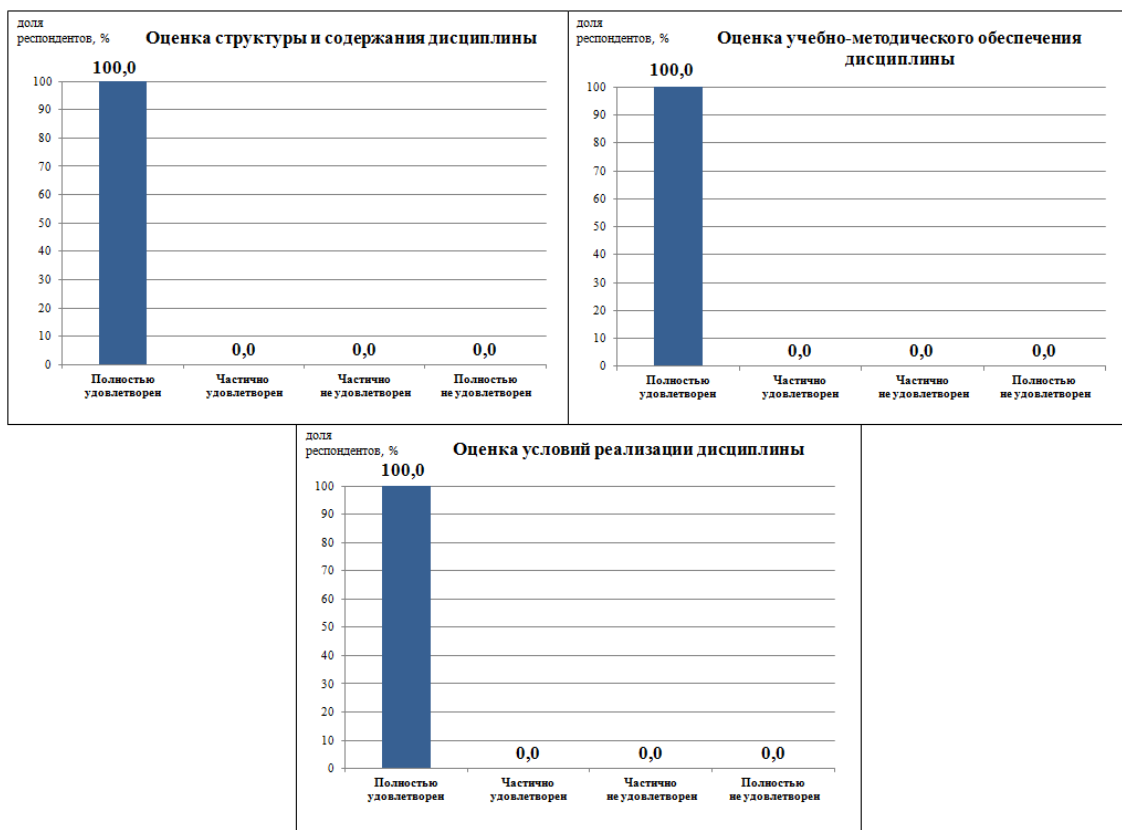 доля
респондентов, %
Оценка структуры и содержания дисциплины
100,0
100
90
80
70
60
50
40
30
20
10
0
0,0 0,0 0,0
Полностью Частично Частично Полностью
удовлетворен удовлетворен не удовлетворен не удовлетворен
доля
респондентов, %
Оценка учебно-методического обеспечения
дисциплины
100,0
100
90
80
70
60
50
40
30
20
10
0
0,0 0,0 0,0
Полностью Частично Частично Полностью
удовлетворен удовлетворен не удовлетворен не удовлетворен
доля
респондентов, %
Оценка условий реализации дисциплины
100,0
100
90
80
70
60
50
40
30
20
10
0
0,0 0,0 0,0
Полностью Частично Частично Полностью
удовлетворен удовлетворен не удовлетворен не удовлетворен